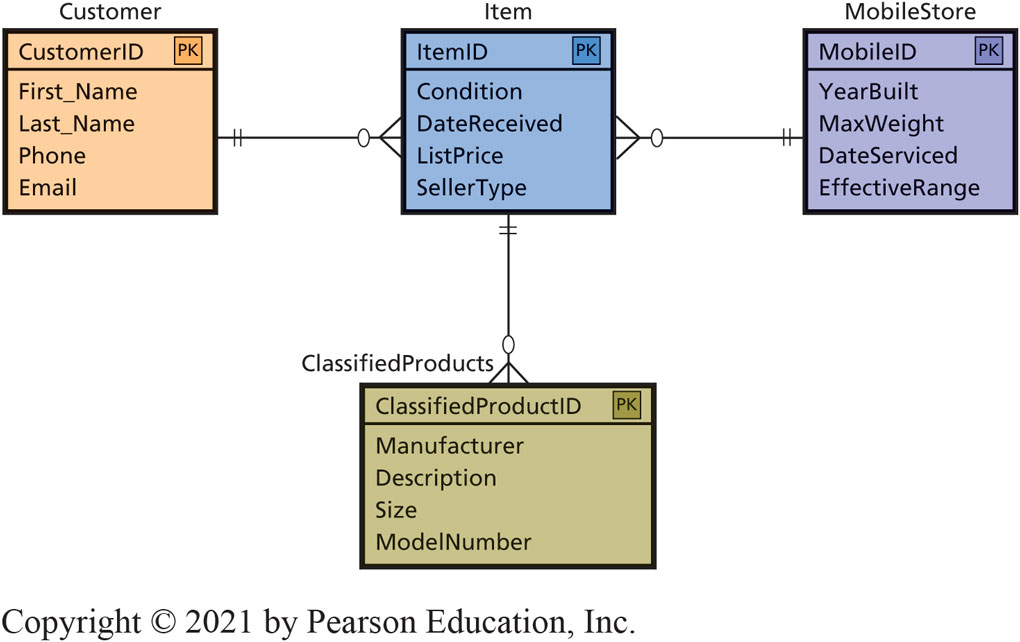 Customer
CustomerID PK
First_Name
Last_Name
Phone
Email
Item
ItemID PK
Condition
DateReceived
ListPrice
SellerType
MobileStore
MobileID PK
YearBuilt
MaxWeight
DateServiced
EffectiveRange
ClassifiedProducts
ClassifiedProductID PK
Manufacturer
Description
Size
ModelNumber
Copyright © 2021 by Pearson Education, Inc.